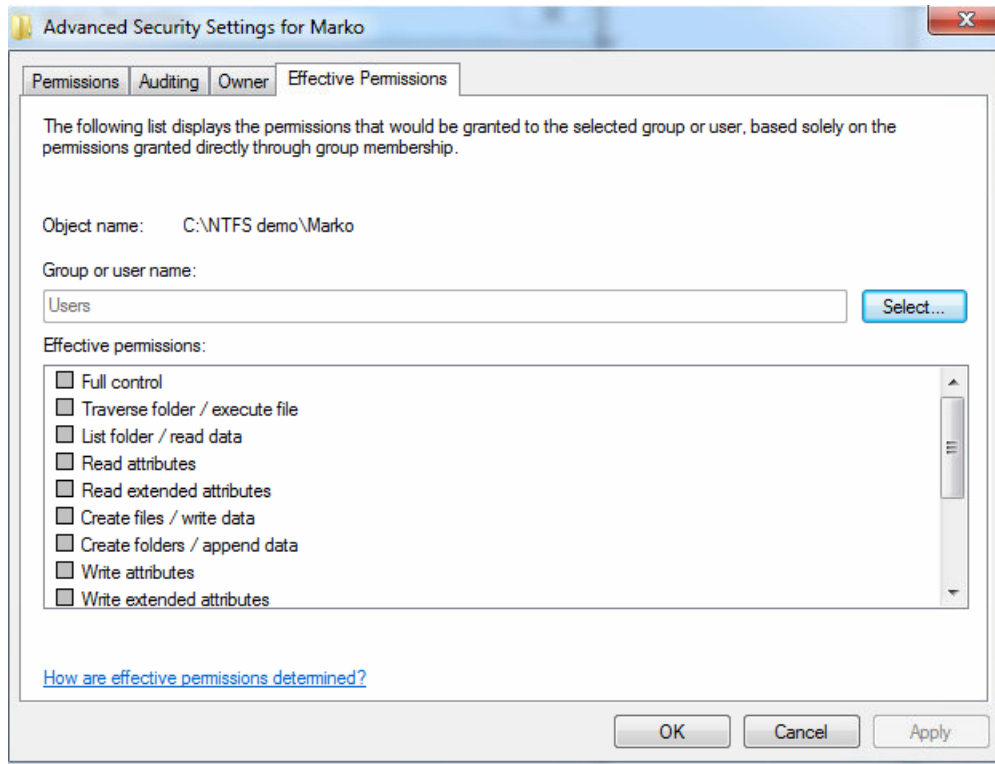 Advanced Security Settings for Marko
Permissions Auditing Owner Effective Permissions
The following list displays the permissions that would be granted to the selected group or user, based solely on the
permissions granted directly through group membership.
Object name: C:\NTFS demo\Marko
Group or user name:
Users Select...
Effective permissions:
Full control
Traverse folder / execute file
List folder / read data
Read attributes
Read extended attributes
Create files / write data
Create folders / append data
Write attributes
Write extended attributes
How are effective permissions determined?
OK Cancel Apply